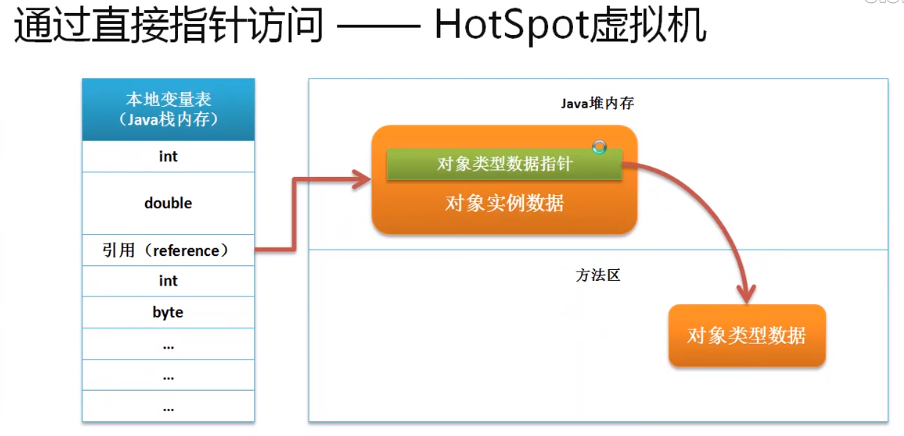 通过直接指针访问 —— HotSpot虚拟机
本地变量表
（Java栈内存）
int
double
引用（reference）
int
byte
...
...
...
Java堆内存
对象类型数据指针
对象实例数据
方法区
对象类型数据